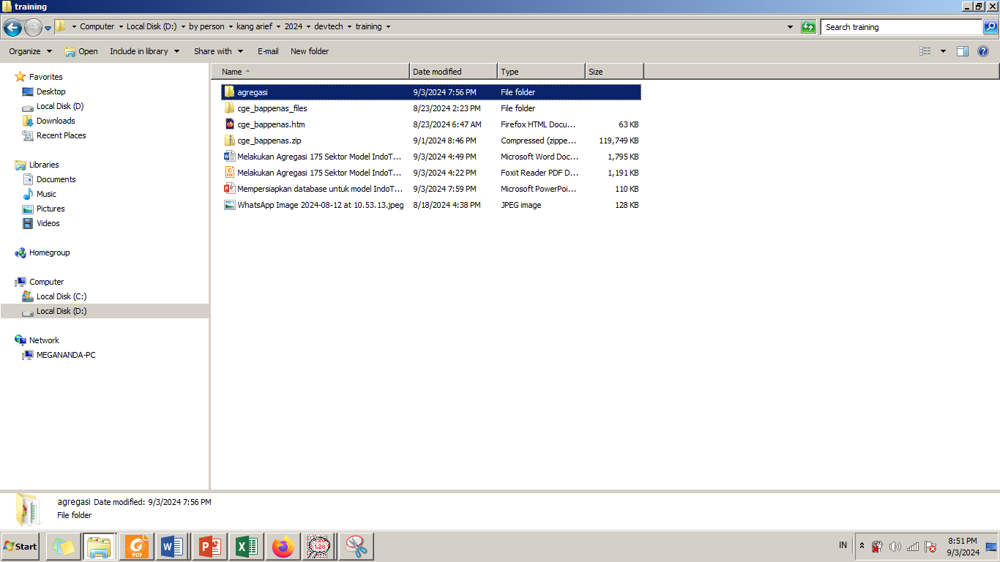 training
Computer Local Disk (D:) by person kang arief 2024 devtech training
Search training
Organize Open Include in library Share with E-mail New folder
Favorites
Desktop
Local Disk (D)
Downloads
Recent Places
Libraries
Documents
Music
Pictures
Videos
Homegroup
Computer
Local Disk (C:)
Local Disk (D:)
Network
MEGANANDA-PC
Name Date modified Type Size
agregasi 9/3/2024 7:56 PM File folder
cge_bappenas_files 8/23/2024 2:23 PM File folder
cge_bappenas.htm 8/23/2024 6:47 AM Firefox HTML Docu... 63 KB
cge_bappenas.zip 9/1/2024 8:46 PM Compressed (zippe... 119,749 KB
Melakukan Agregasi 175 Sektor Model IndoT... 9/3/2024 4:49 PM Microsoft Word Doc... 1,795 KB
Melakukan Agregasi 175 Sektor Model IndoT... 9/3/2024 4:22 PM Foxit Reader PDF D... 1,191 KB
Mempersiapkan database untuk model IndoT... 9/3/2024 7:59 PM Microsoft PowerPoi... 110 KB
WhatsApp Image 2024-08-12 at 10.53.13.jpeg 8/18/2024 4:38 PM JPEG image 128 KB
agregasi Date modified: 9/3/2024 7:56 PM
File folder
Start
PDF
1.28
IN
8:51 PM
9/3/2024